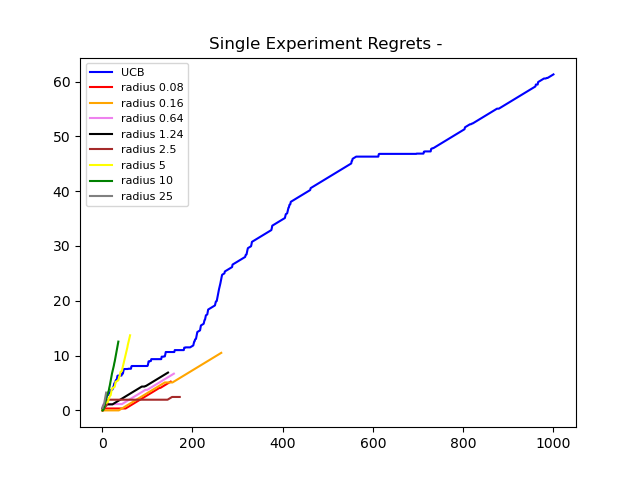 Single Experiment Regrets -
UCB
radius 0.08
radius 0.16
radius 0.64
radius 1.24
radius 2.5
radius 5
radius 10
radius 25
60
50
40
30
20
10
0
0 200 400 600 800 1000